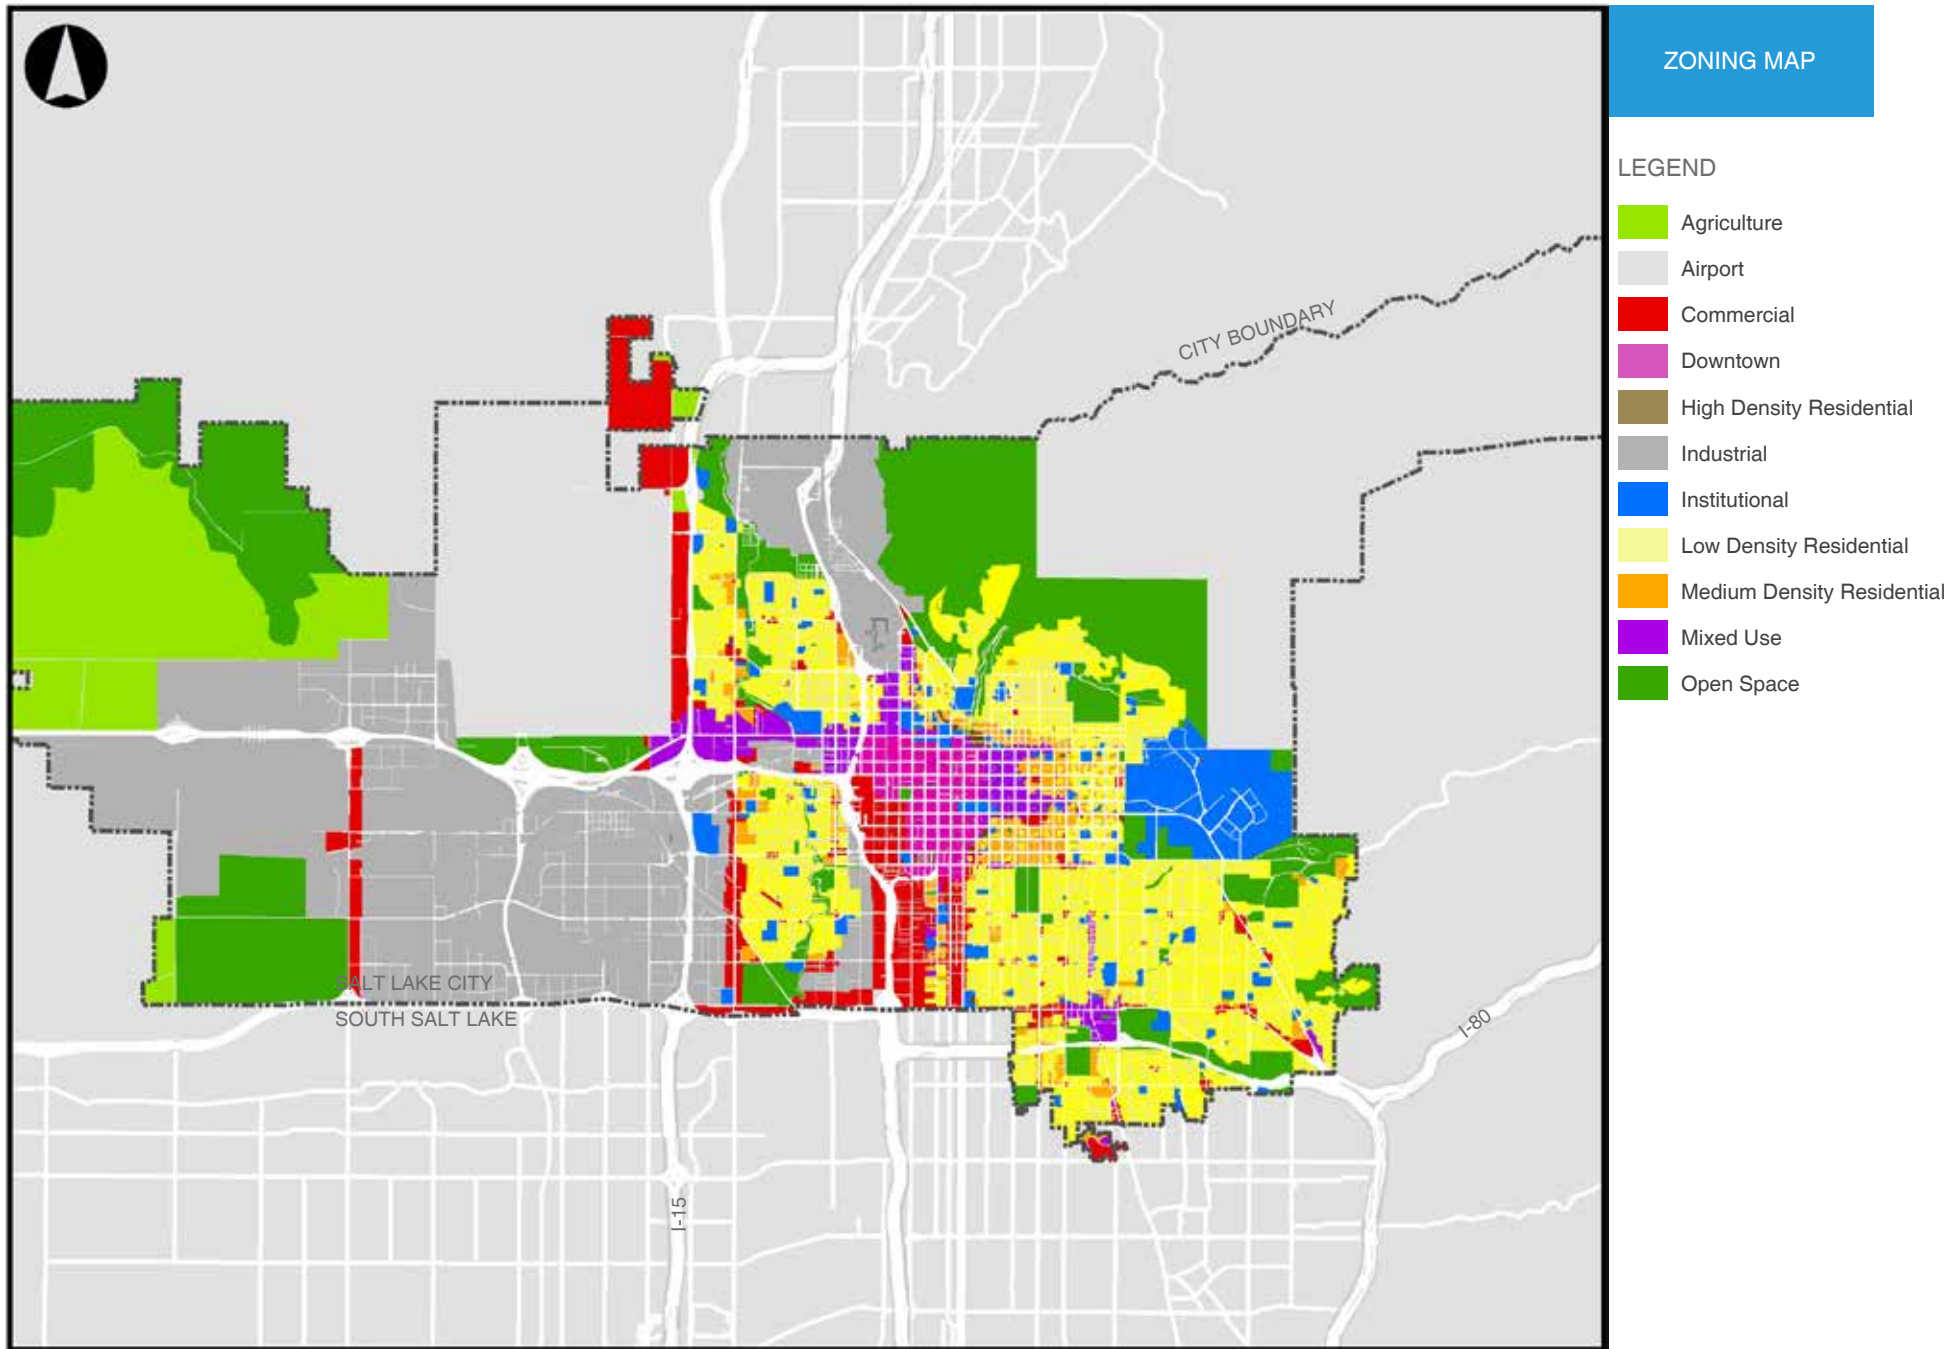 ZONING MAP
LEGEND
Agriculture
Airport
Commercial
Downtown
High Density Residential
Industrial
Institutional
Low Density Residential
Medium Density Residential
Mixed Use
Open Space
CITY BOUNDARY
SALT LAKE CITY
SOUTH SALT LAKE
I-80
I-15